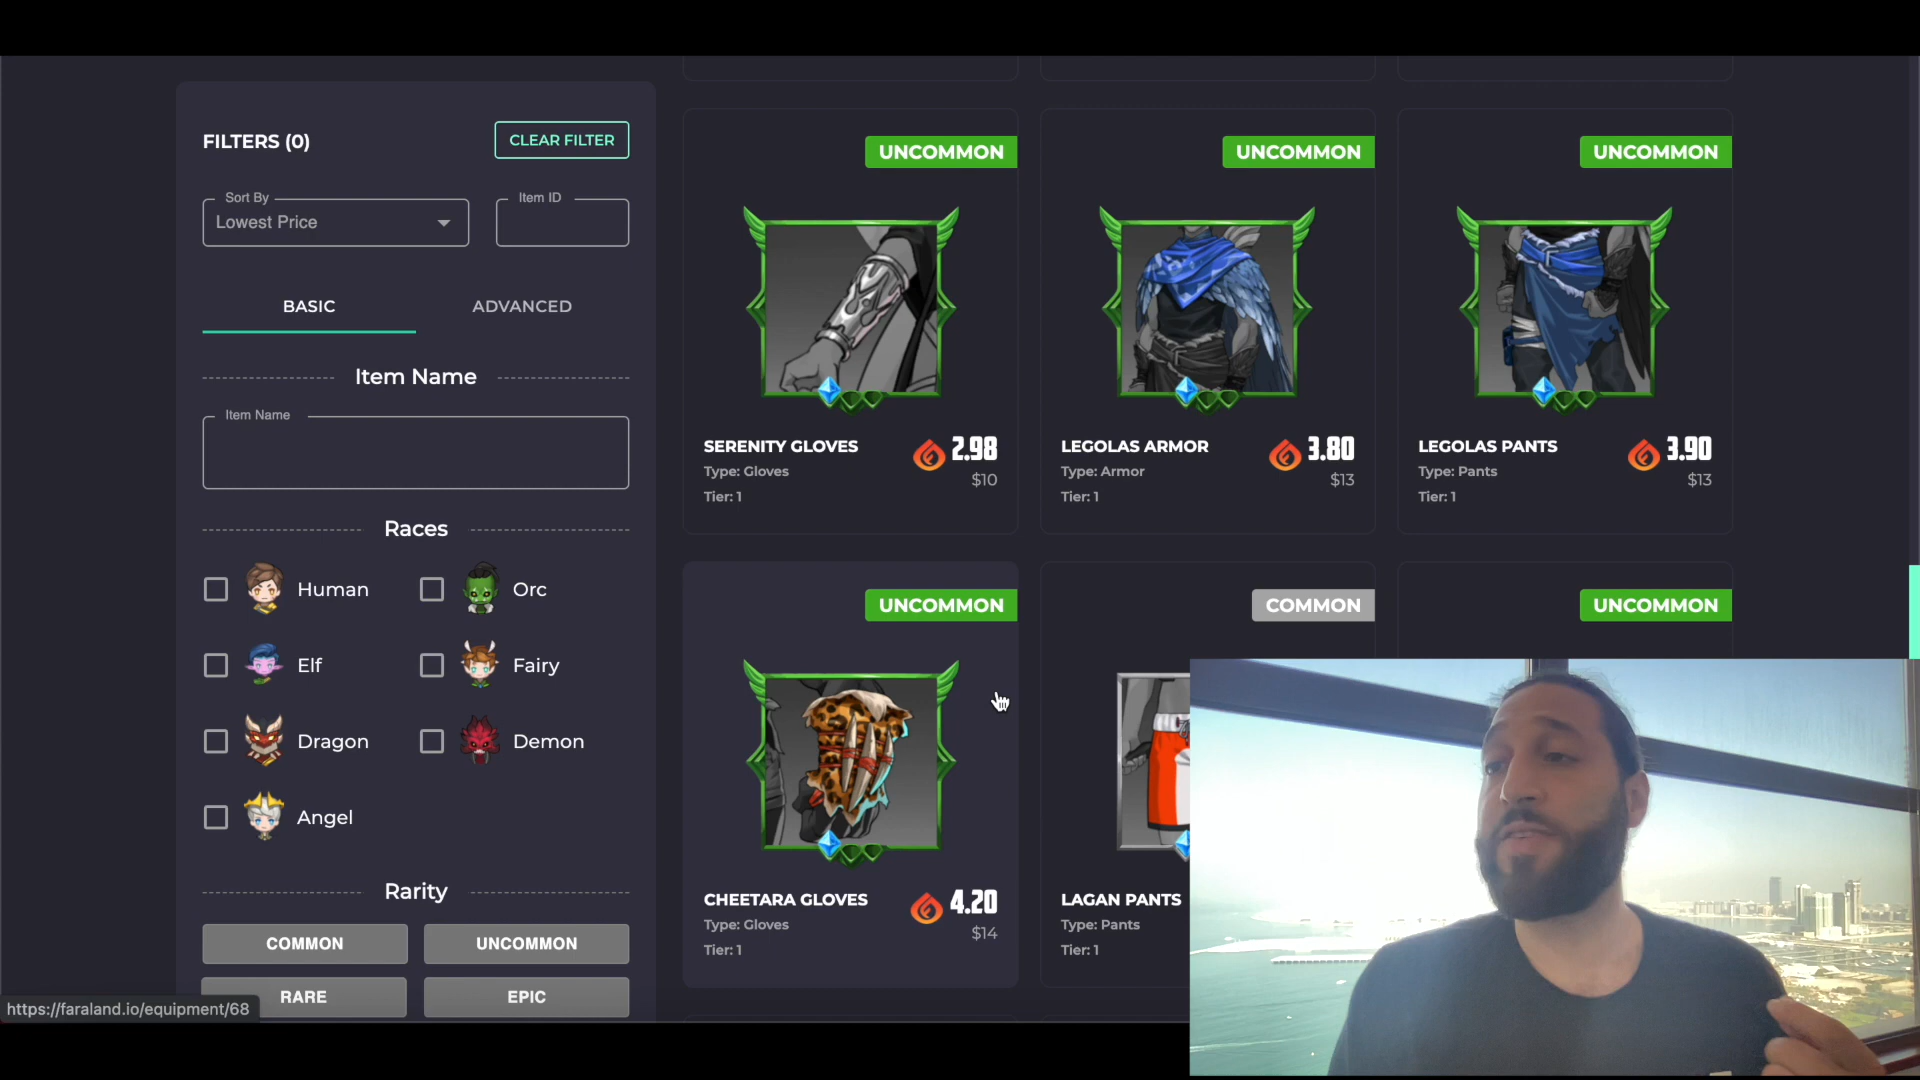 FILTERS (0)
CLEAR FILTER
Sort By
Lowest Price
Item ID
BASIC
ADVANCED
Item Name
Item Name
Races
Human
Orc
Elf
Fairy
Dragon
Demon
Angel
Rarity
COMMON
UNCOMMON
RARE
EPIC
https://faraland.io/equipment/68
UNCOMMON
SERENITY GLOVES
2.98
Type: Gloves
$10
Tier: 1
UNCOMMON
LEGOLAS ARMOR
3.80
Type: Armor
$13
Tier: 1
UNCOMMON
LEGOLAS PANTS
3.90
Type: Pants
$13
Tier: 1
UNCOMMON
CHEETARA GLOVES
4.20
Type: Gloves
$14
Tier: 1
COMMON
LAGAN PANTS
Type: Pants
Tier: 1
UNCOMMON